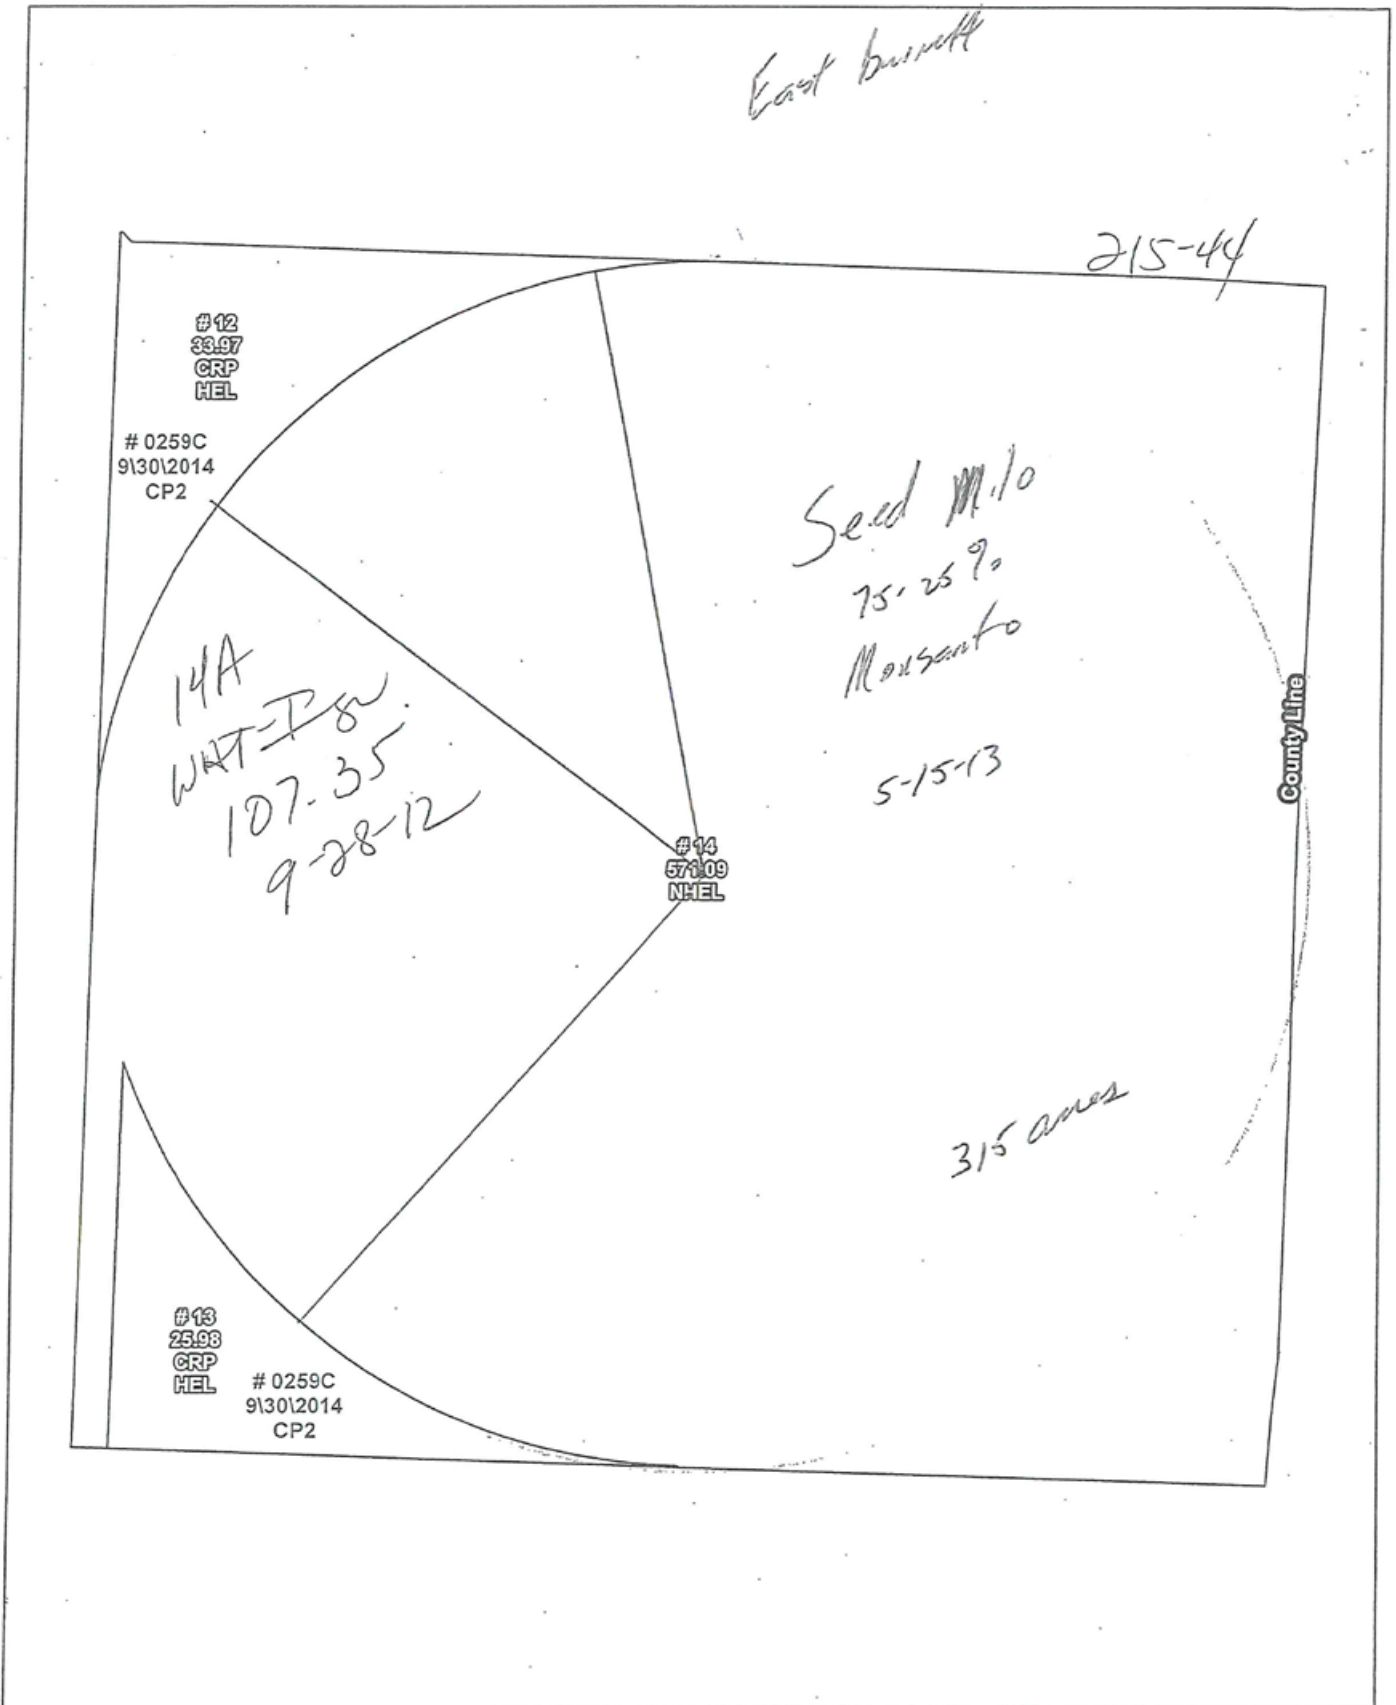 East
215-44
# 12
33.97
CRP
HEL
# 0259C
9\30\2014
CP2
Seed Milo
75-25%
Monsanto
5-15-13
County Line
14A
WHT-I
107.35
9-28-12
# 14
571.09
NHEL
315 acres
# 13
25.98
CRP
HEL
# 0259C
9\30\2014
CP2